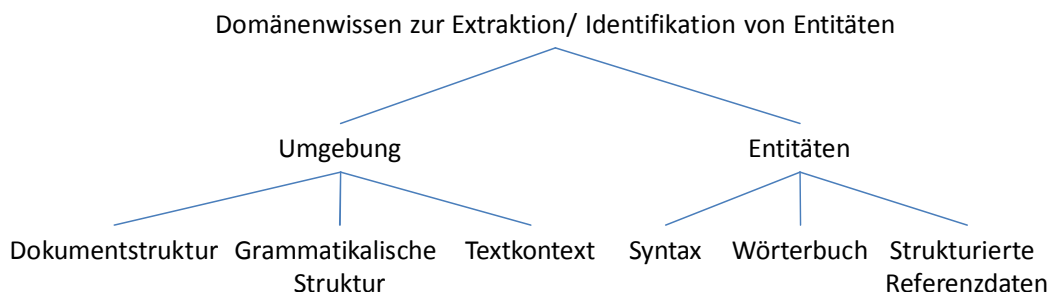 Domänenwissen zur Extraktion/ Identifikation von Entitäten
Umgebung
Entitäten
Dokumentstruktur
Grammatikalische
Struktur
Textkontext
Syntax
Wörterbuch
Strukturierte
Referenzdaten